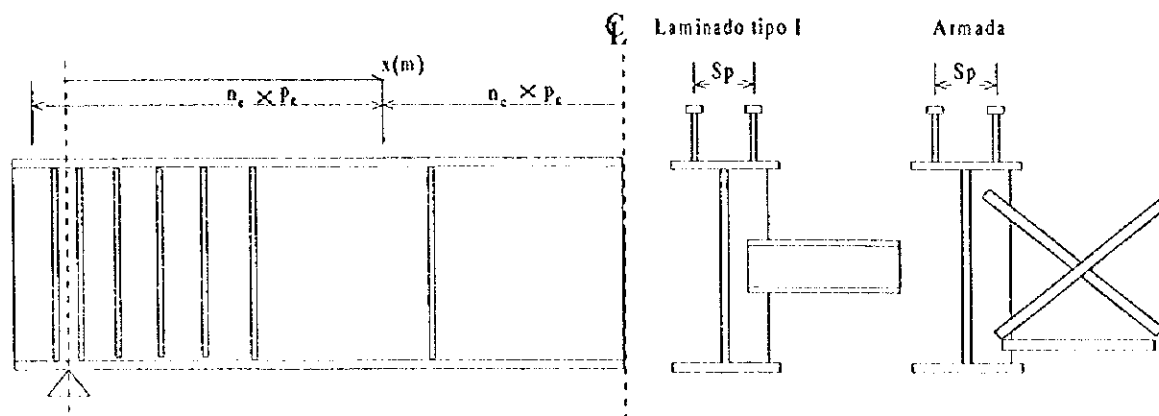 ℄ Laminado tipo I Armada
x(m) Sp Sp
n_c × p_c n_c × p_c